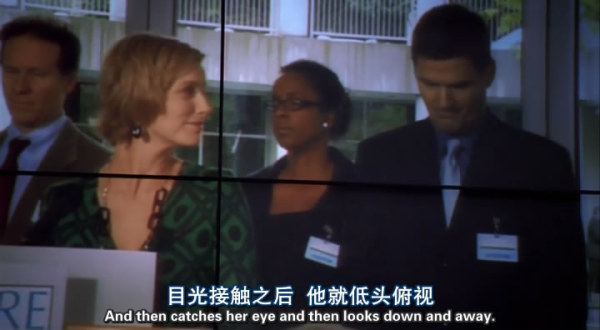 RE
目光接触之后 他就低头俯视
And then catches her eye and then looks down and away.